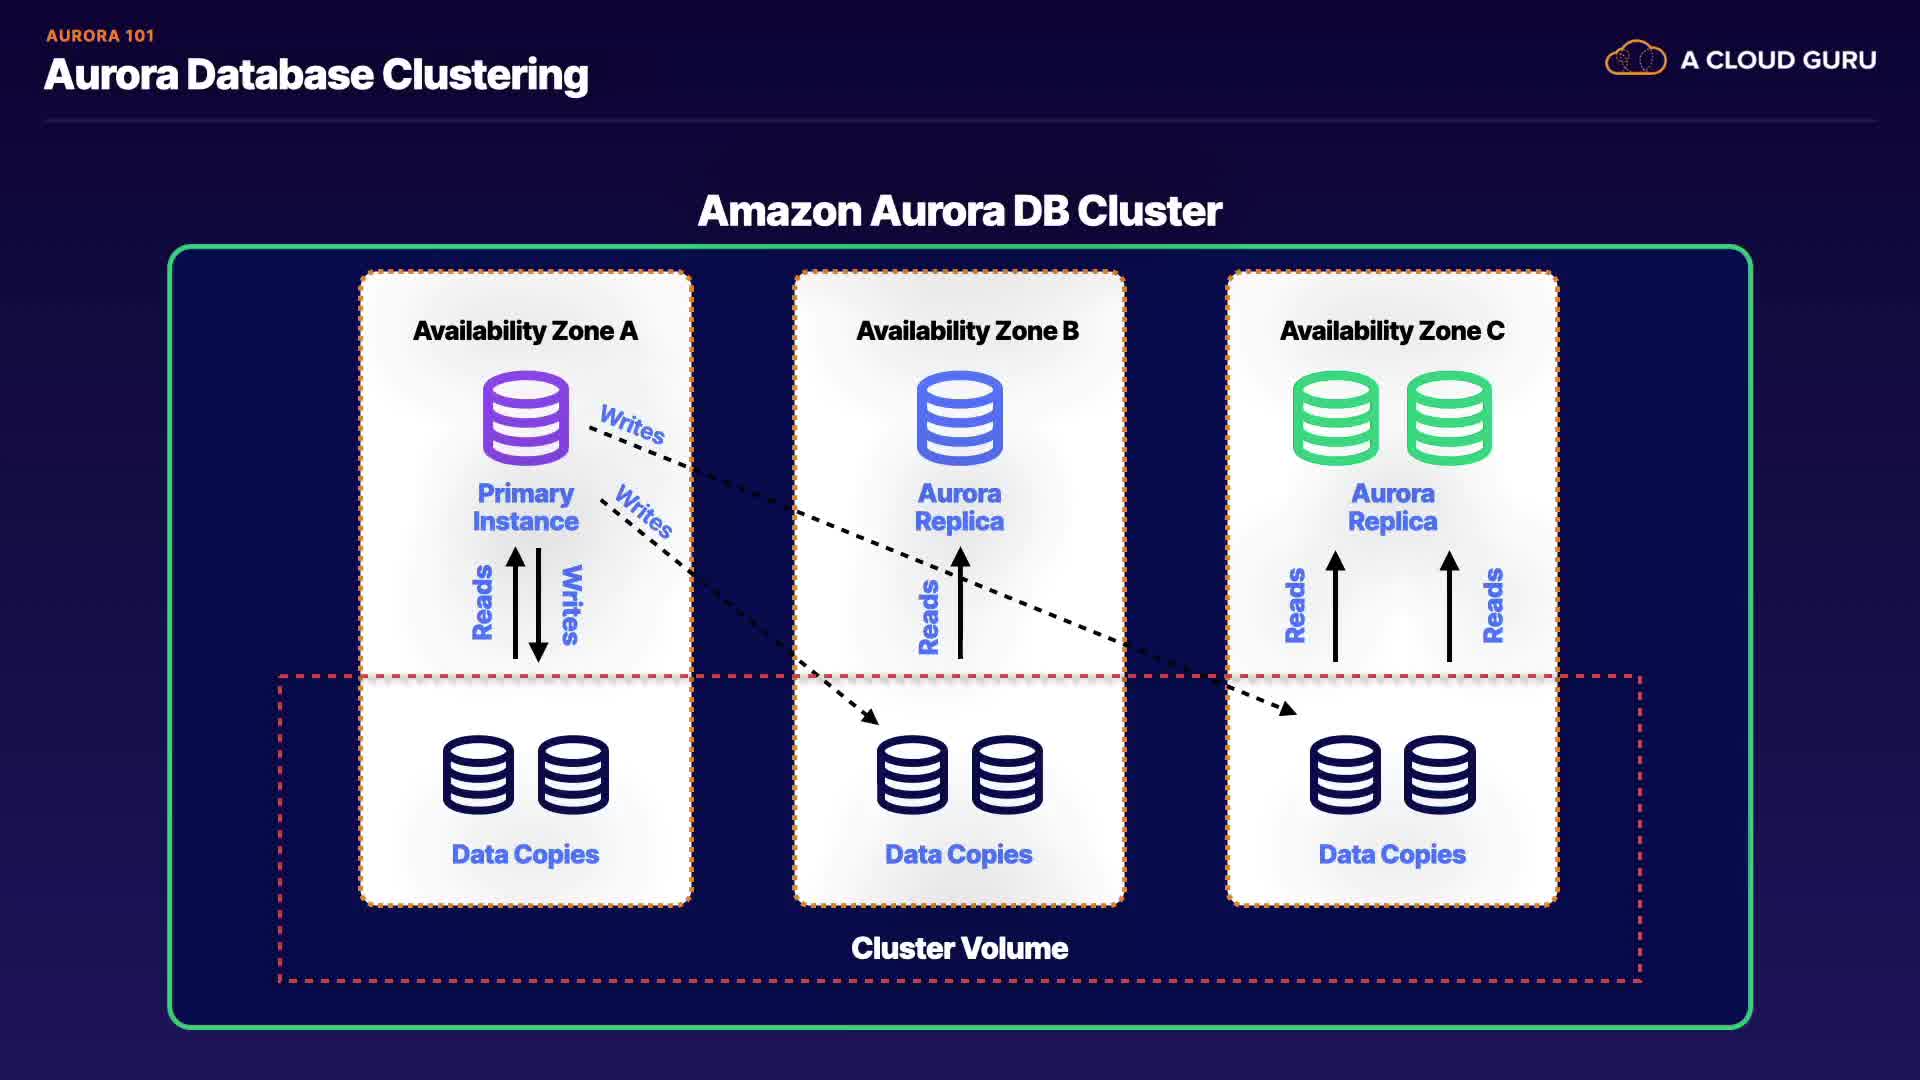 AURORA 101
Aurora Database Clustering
A CLOUD GURU
Amazon Aurora DB Cluster
Availability Zone A
Availability Zone B
Availability Zone C
Writes
Writes
Primary
Instance
Aurora
Replica
Aurora
Replica
Reads
Writes
Reads
Reads
Reads
Data Copies
Data Copies
Data Copies
Cluster Volume